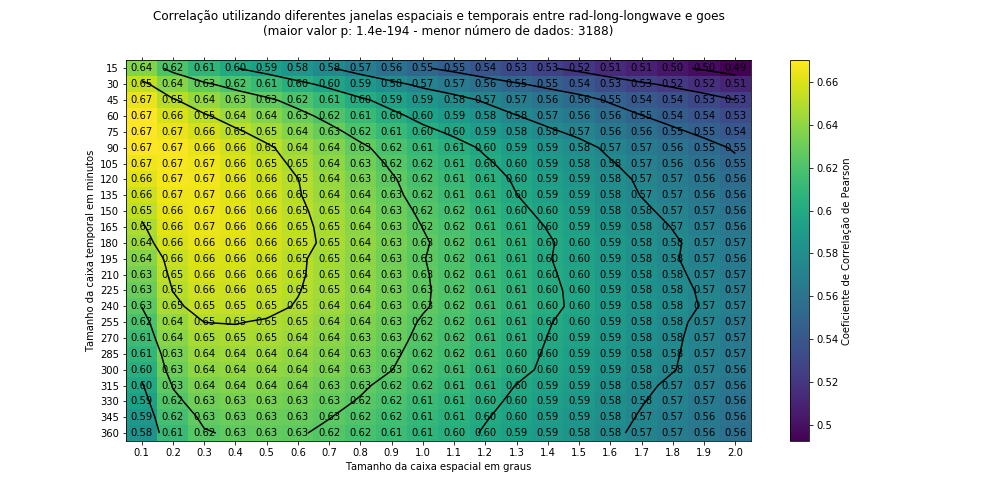 Correlação utilizando diferentes janelas espaciais e temporais entre rad-long-longwave e goes
(maior valor p: 1.4e-194 - menor número de dados: 3188)
Tamanho da caixa temporal em minutos
15 0.64 0.62 0.61 0.60 0.59 0.58 0.58 0.57 0.56 0.55 0.55 0.54 0.53 0.53 0.52 0.51 0.51 0.50 0.50 0.49
30 0.65 0.64 0.63 0.62 0.61 0.60 0.60 0.59 0.58 0.57 0.57 0.56 0.55 0.55 0.54 0.53 0.53 0.52 0.52 0.51
45 0.67 0.65 0.64 0.63 0.63 0.62 0.61 0.60 0.59 0.59 0.58 0.57 0.57 0.56 0.56 0.55 0.54 0.54 0.53 0.53
60 0.67 0.66 0.65 0.64 0.64 0.63 0.62 0.61 0.60 0.60 0.59 0.58 0.58 0.57 0.56 0.56 0.55 0.54 0.54 0.53
75 0.67 0.67 0.66 0.65 0.65 0.64 0.63 0.62 0.61 0.60 0.60 0.59 0.58 0.58 0.57 0.56 0.56 0.55 0.55 0.54
90 0.67 0.67 0.67 0.66 0.65 0.64 0.64 0.63 0.62 0.61 0.61 0.60 0.59 0.59 0.58 0.57 0.57 0.56 0.55 0.55
105 0.67 0.67 0.67 0.66 0.65 0.65 0.64 0.63 0.62 0.62 0.61 0.60 0.60 0.59 0.58 0.58 0.57 0.56 0.56 0.55
120 0.66 0.67 0.67 0.66 0.66 0.65 0.64 0.63 0.63 0.62 0.61 0.61 0.60 0.59 0.59 0.58 0.57 0.57 0.56 0.56
135 0.66 0.67 0.67 0.66 0.66 0.65 0.64 0.64 0.63 0.62 0.61 0.61 0.60 0.59 0.59 0.58 0.57 0.57 0.56 0.56
150 0.65 0.66 0.67 0.66 0.66 0.65 0.65 0.64 0.63 0.62 0.61 0.61 0.60 0.60 0.59 0.58 0.58 0.57 0.57 0.56
165 0.65 0.66 0.66 0.66 0.66 0.65 0.65 0.64 0.63 0.62 0.62 0.61 0.60 0.60 0.59 0.58 0.58 0.57 0.57 0.56
180 0.64 0.66 0.66 0.66 0.66 0.65 0.65 0.64 0.63 0.63 0.62 0.61 0.61 0.60 0.59 0.59 0.58 0.58 0.57 0.57
195 0.64 0.66 0.66 0.66 0.66 0.65 0.65 0.64 0.63 0.63 0.62 0.61 0.61 0.60 0.59 0.59 0.58 0.58 0.57 0.57
210 0.63 0.65 0.66 0.66 0.66 0.65 0.64 0.64 0.63 0.63 0.62 0.61 0.61 0.60 0.60 0.59 0.58 0.58 0.57 0.57
225 0.63 0.65 0.66 0.66 0.65 0.65 0.64 0.64 0.63 0.63 0.62 0.61 0.61 0.60 0.60 0.59 0.58 0.58 0.57 0.57
240 0.63 0.65 0.65 0.65 0.65 0.65 0.64 0.64 0.63 0.63 0.62 0.61 0.61 0.60 0.60 0.59 0.58 0.58 0.57 0.57
255 0.62 0.64 0.65 0.65 0.65 0.65 0.64 0.64 0.63 0.62 0.62 0.61 0.61 0.60 0.60 0.59 0.58 0.58 0.57 0.57
270 0.61 0.64 0.65 0.65 0.65 0.64 0.64 0.63 0.63 0.62 0.62 0.61 0.61 0.60 0.59 0.59 0.58 0.58 0.57 0.57
285 0.61 0.63 0.64 0.64 0.64 0.64 0.64 0.63 0.63 0.62 0.62 0.61 0.60 0.60 0.59 0.59 0.58 0.58 0.57 0.57
300 0.60 0.63 0.64 0.64 0.64 0.64 0.64 0.63 0.63 0.62 0.62 0.61 0.60 0.60 0.59 0.59 0.58 0.58 0.57 0.57
315 0.60 0.63 0.64 0.64 0.64 0.64 0.63 0.63 0.62 0.62 0.61 0.61 0.60 0.59 0.59 0.58 0.58 0.57 0.57 0.57
330 0.59 0.62 0.63 0.64 0.64 0.63 0.63 0.62 0.62 0.61 0.61 0.60 0.60 0.59 0.59 0.58 0.58 0.57 0.57 0.56
345 0.59 0.62 0.63 0.63 0.63 0.63 0.63 0.62 0.62 0.61 0.61 0.60 0.60 0.59 0.59 0.58 0.57 0.57 0.56 0.56
360 0.58 0.61 0.62 0.63 0.63 0.63 0.62 0.62 0.61 0.61 0.60 0.60 0.59 0.59 0.58 0.58 0.57 0.57 0.56 0.56
0.1 0.2 0.3 0.4 0.5 0.6 0.7 0.8 0.9 1.0 1.1 1.2 1.3 1.4 1.5 1.6 1.7 1.8 1.9 2.0
Tamanho da caixa espacial em graus
0.66
0.64
0.62
0.6
0.58
0.56
0.54
0.52
0.5
Coeficiente de Correlação de Pearson